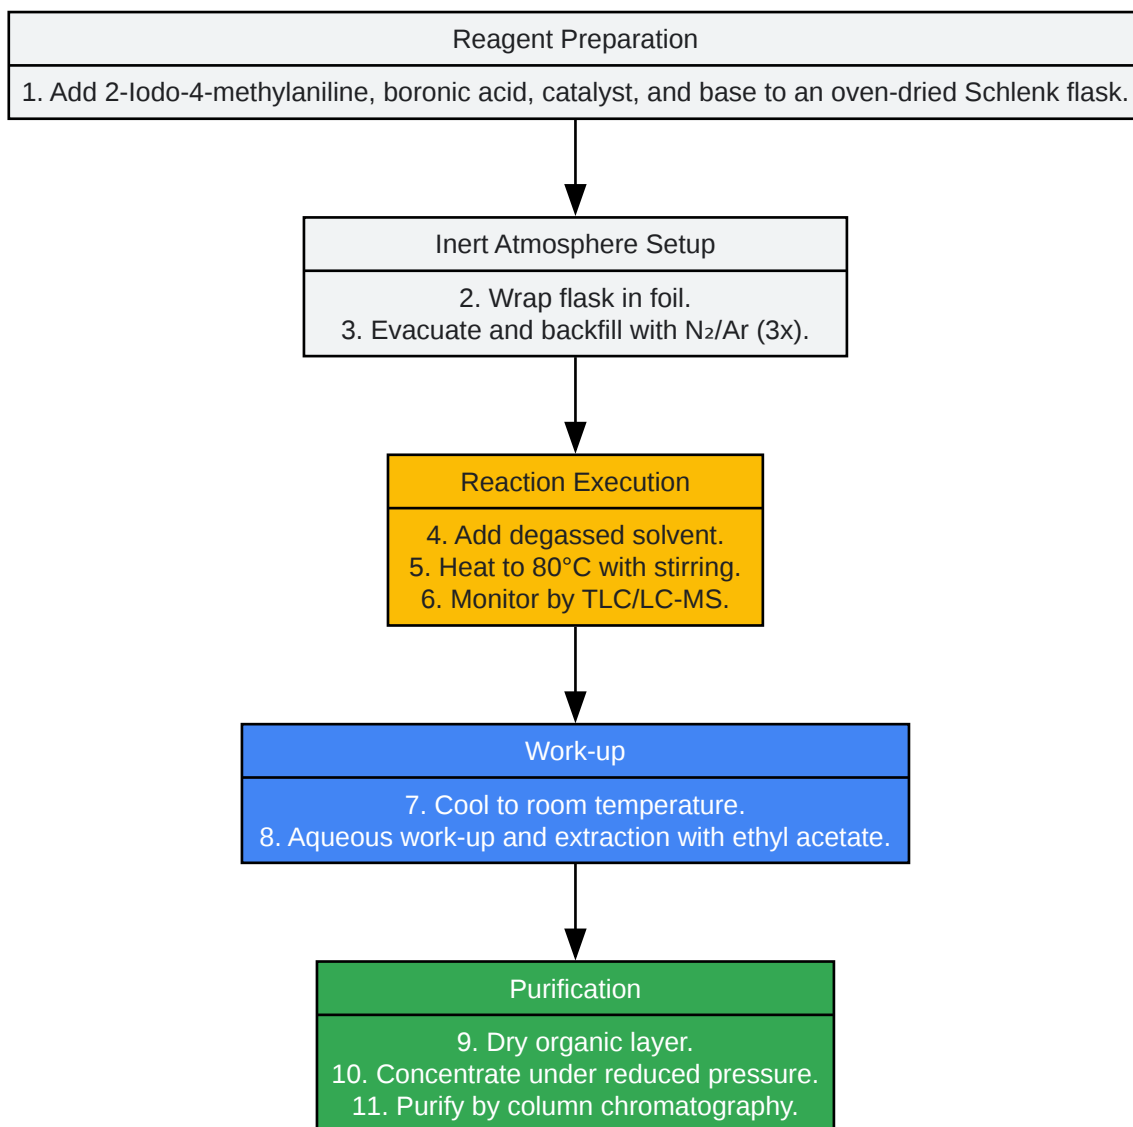 Reagent Preparation
1. Add 2-Iodo-4-methylaniline, boronic acid, catalyst, and base to an oven-dried Schlenk flask.
Inert Atmosphere Setup
2. Wrap flask in foil.
3. Evacuate and backfill with N₂/Ar (3x).
Reaction Execution
4. Add degassed solvent.
5. Heat to 80°C with stirring.
6. Monitor by TLC/LC-MS.
Work-up
7. Cool to room temperature.
8. Aqueous work-up and extraction with ethyl acetate.
Purification
9. Dry organic layer.
10. Concentrate under reduced pressure.
11. Purify by column chromatography.